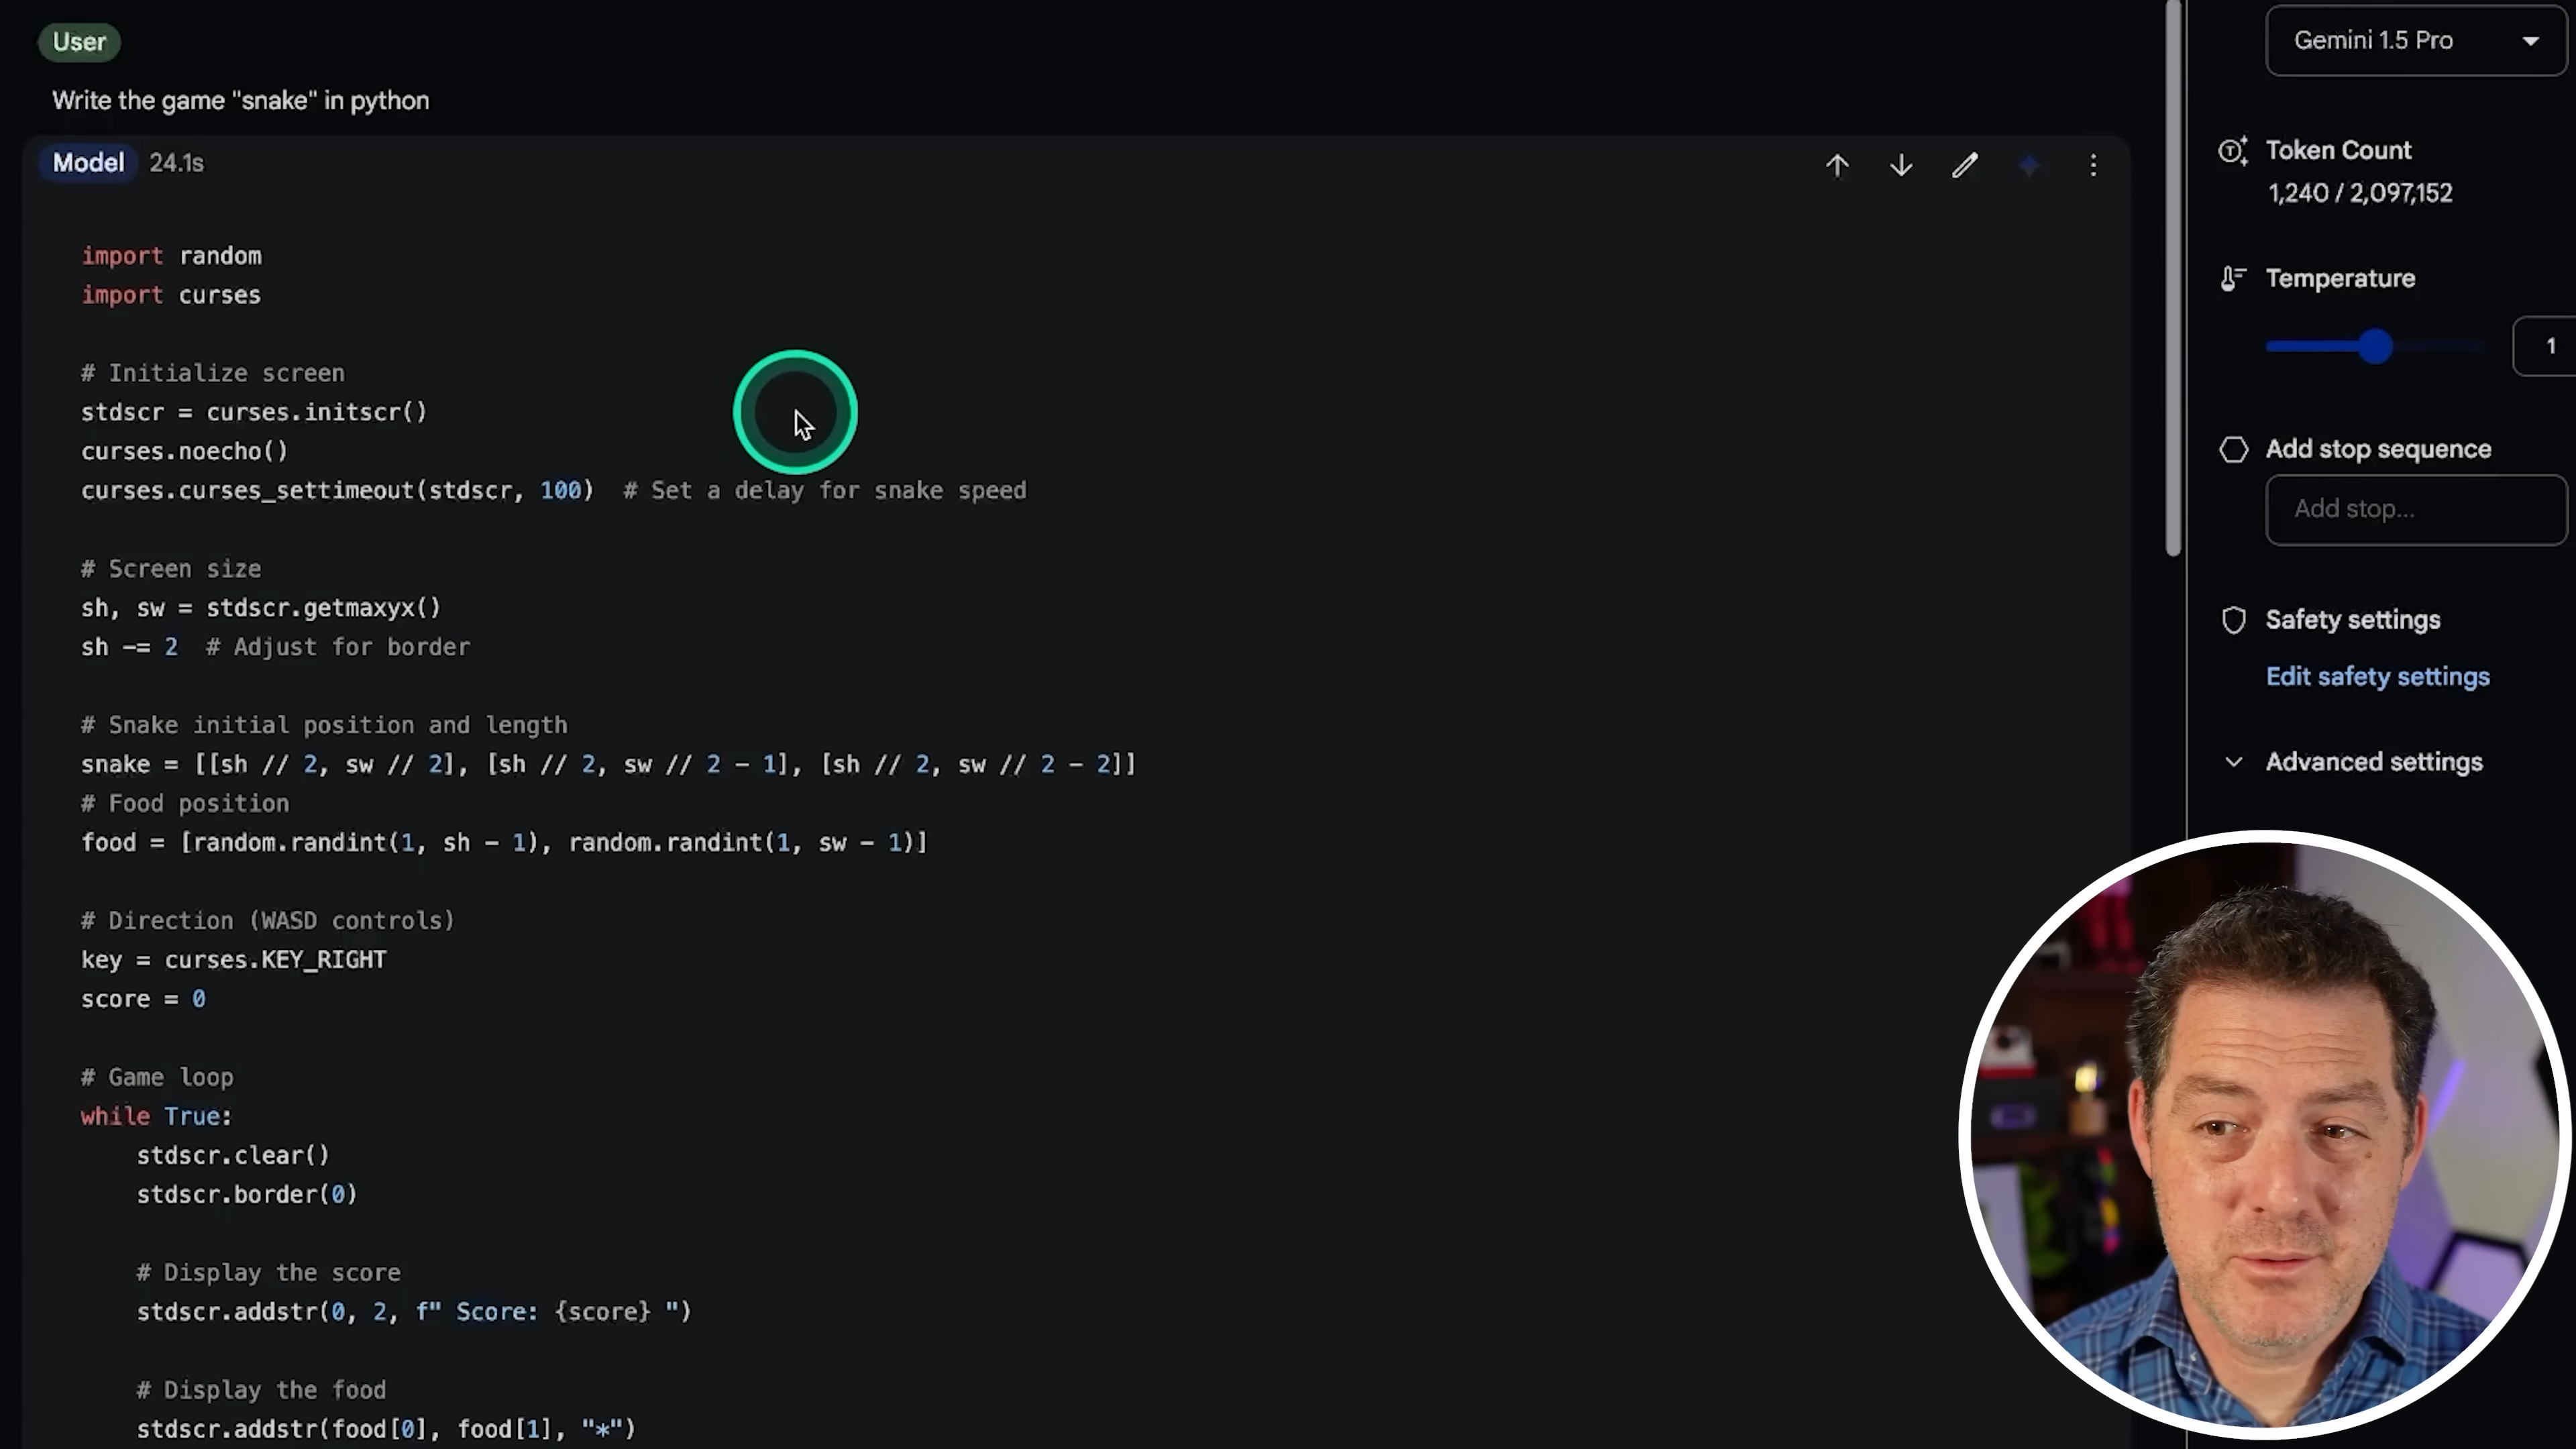 User
Write the game "snake" in python
Model 24.1s
import random
import curses
# Initialize screen
stdscr = curses.initscr()
curses.noecho()
curses.curses_settimeout(stdscr, 100)  # Set a delay for snake speed
# Screen size
sh, sw = stdscr.getmaxyx()
sh -= 2  # Adjust for border
# Snake initial position and length
snake = [[sh // 2, sw // 2], [sh // 2, sw // 2 - 1], [sh // 2, sw // 2 - 2]]
# Food position
food = [random.randint(1, sh - 1), random.randint(1, sw - 1)]
# Direction (WASD controls)
key = curses.KEY_RIGHT
score = 0
# Game loop
while True:
stdscr.clear()
stdscr.border(0)
# Display the score
stdscr.addstr(0, 2, f" Score: {score} ")
# Display the food
stdscr.addstr(food[0], food[1], "*")
Gemini 1.5 Pro
Token Count
1,240 / 2,097,152
Temperature
1
Add stop sequence
Add stop...
Safety settings
Edit safety settings
Advanced settings